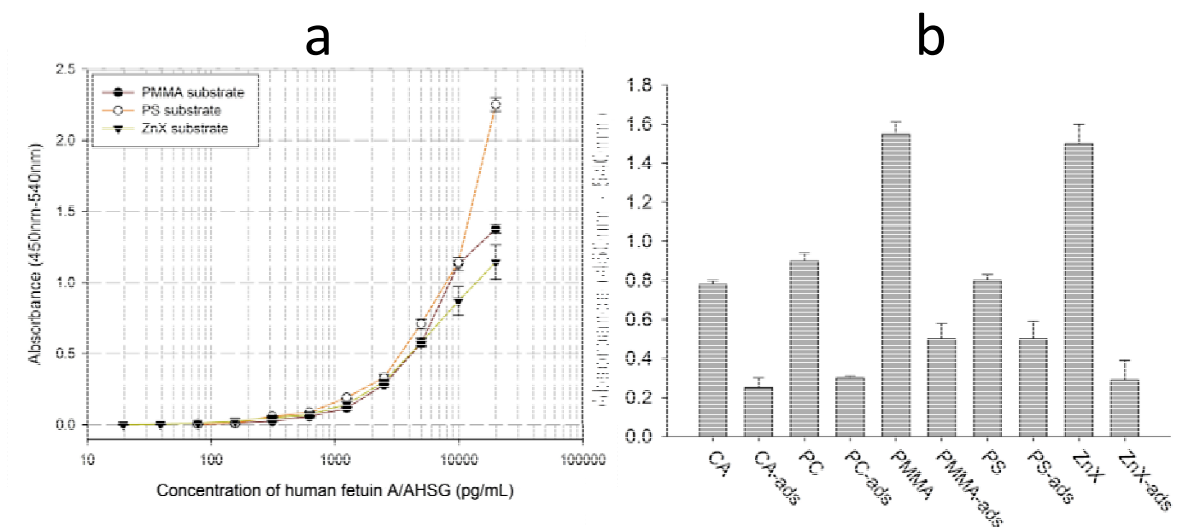 a
b
2.5
2.0
1.5
1.0
0.5
0.0
Absorbance (450nm-540nm)
PMMA substrate
PS substrate
ZnX substrate
10
100
1000
10000
100000
Concentration of human fetuin A/AHSG (pg/mL)
1.8
1.6
1.4
1.2
1.0
0.8
0.6
0.4
0.2
0.0
CA
CA-ads
PC
PC-ads
PMMA
PMMA-ads
PS
PS-ads
ZnX
ZnX-ads